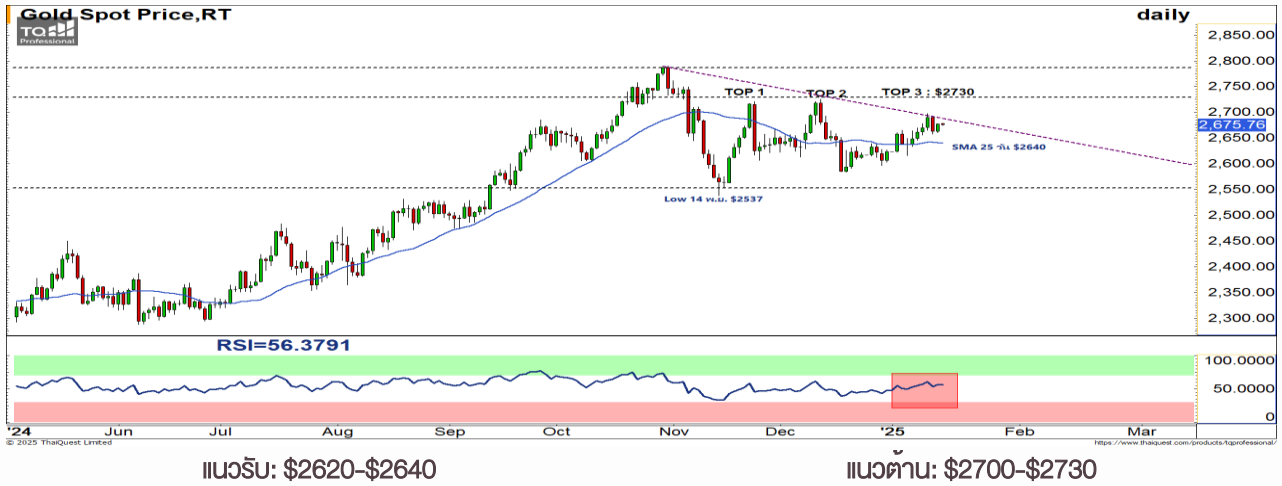 Gold Spot Price,RT
daily
TQ
Professional
2,850.00
2,800.00
2,750.00
2,700.00
2,675.76
2,650.00
2,600.00
2,550.00
2,500.00
2,450.00
2,400.00
2,350.00
2,300.00
TOP 1
TOP 2
TOP 3 : $2730
SMA 25 วัน $2640
Low 14 พ.ย. $2537
RSI=56.3791
100.0000
50.0000
0
'24 Jun Jul Aug Sep Oct Nov Dec '25 Feb Mar
© 2025 ThaiQuest Limited
https://www.thaiquest.com/products/tqprofessional/
แนวรับ: $2620-$2640
แนวต้าน: $2700-$2730